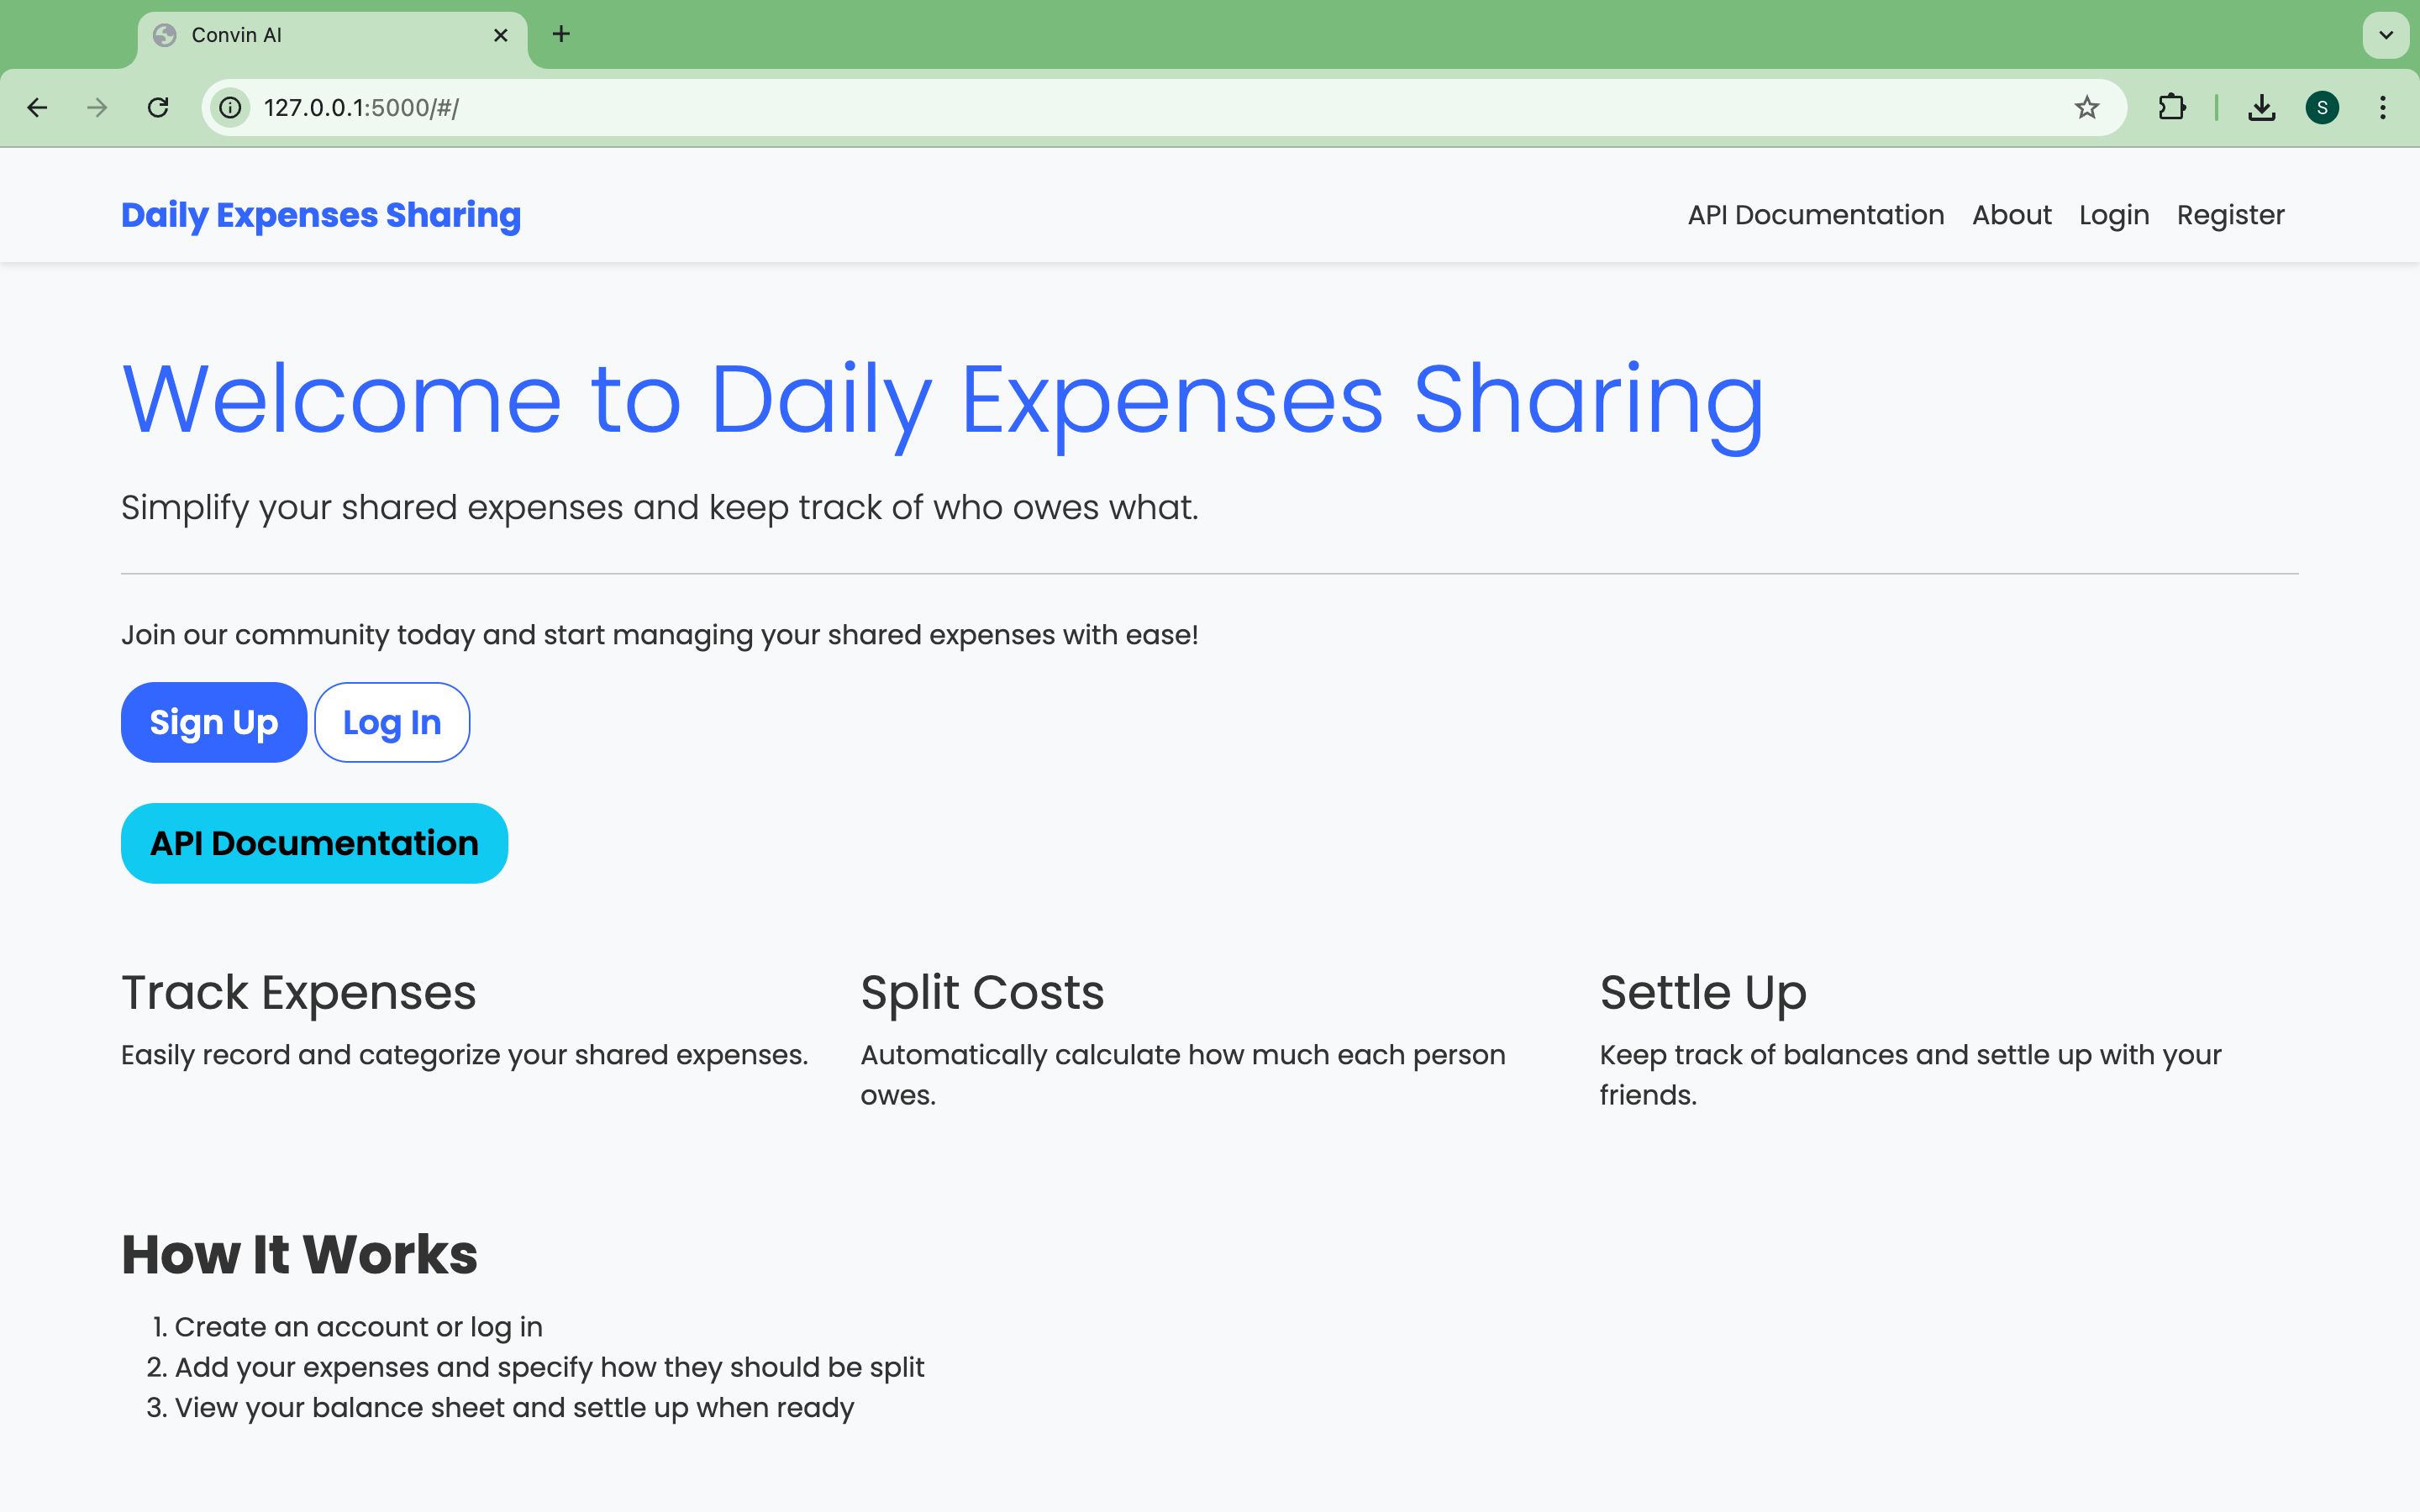 Convin AI
127.0.0.1:5000/#/
S
Daily Expenses Sharing
API Documentation About Login Register
Welcome to Daily Expenses Sharing
Simplify your shared expenses and keep track of who owes what.
Join our community today and start managing your shared expenses with ease!
Sign Up Log In
API Documentation
Track Expenses
Easily record and categorize your shared expenses.
Split Costs
Automatically calculate how much each person
owes.
Settle Up
Keep track of balances and settle up with your
friends.
How It Works
1. Create an account or log in
2. Add your expenses and specify how they should be split
3. View your balance sheet and settle up when ready